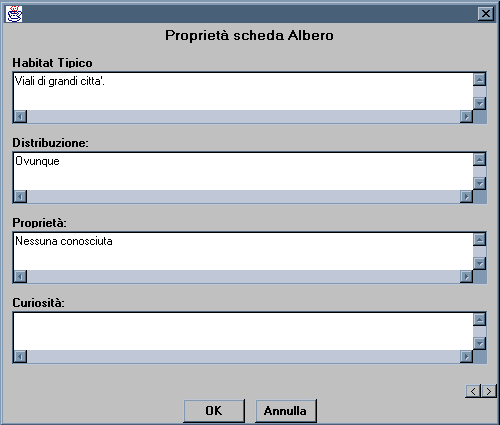 Proprietà scheda Albero
Habitat Tipico
Viali di grandi citta'.
Distribuzione:
Ovunque
Proprietà:
Nessuna conosciuta
Curiosità:
OK Annulla